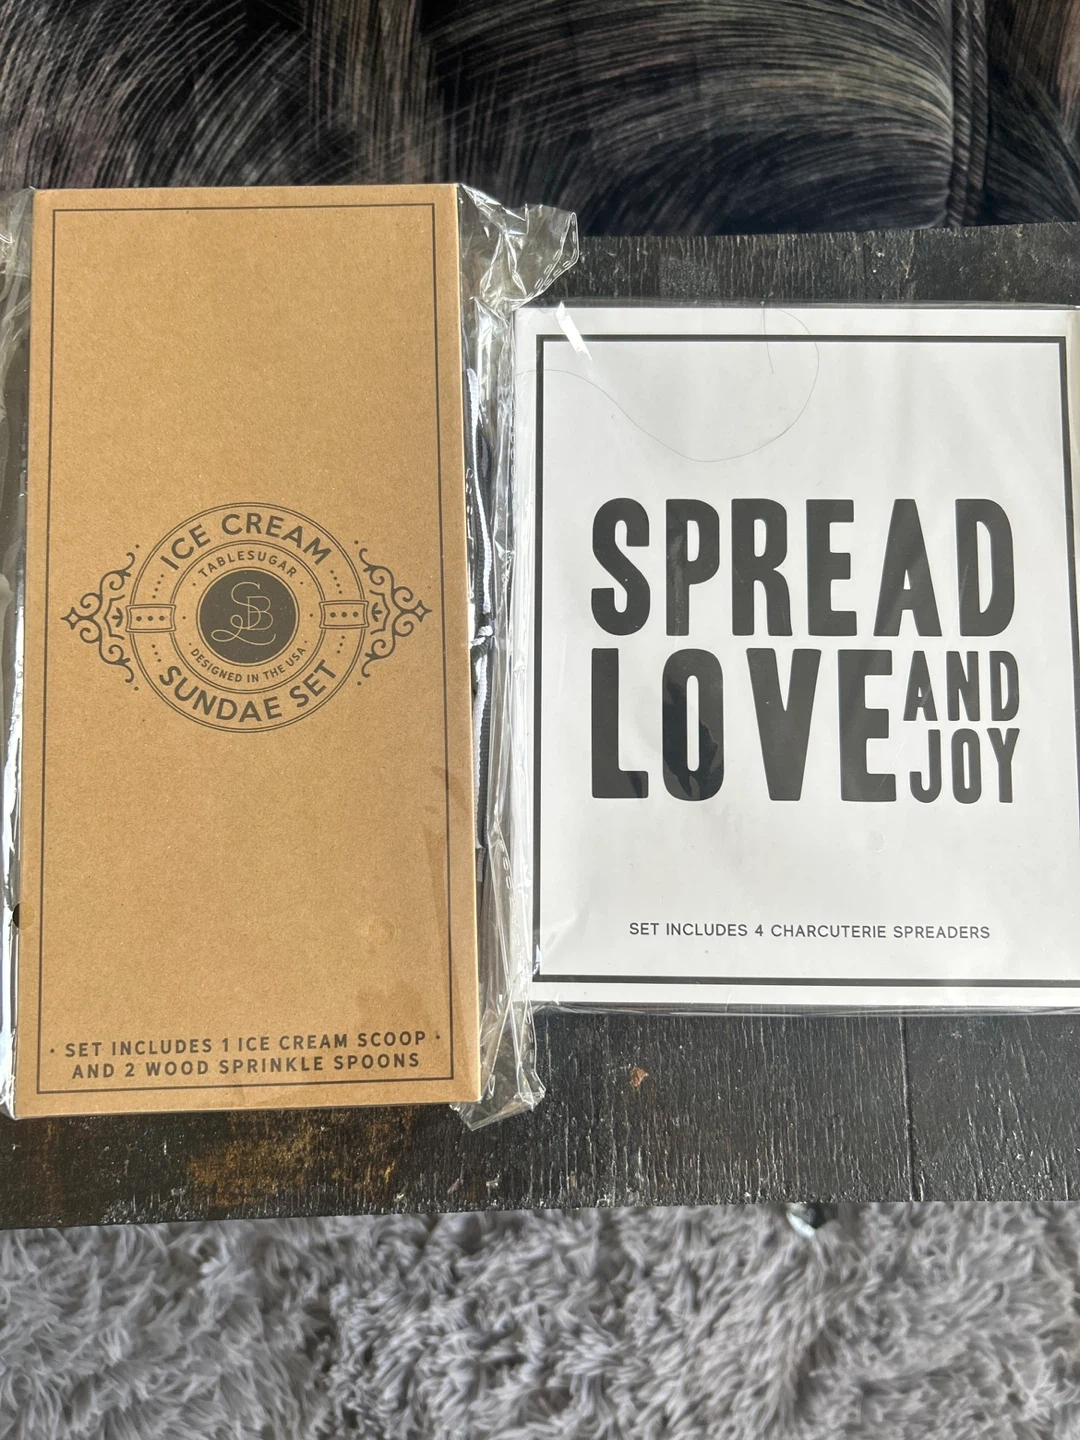 ICE CREAM
· TABLESUGAR ·
SB
· DESIGNED IN THE USA ·
SUNDAE SET
· SET INCLUDES 1 ICE CREAM SCOOP ·
AND 2 WOOD SPRINKLE SPOONS
SPREAD
LOVE AND
JOY
SET INCLUDES 4 CHARCUTERIE SPREADERS